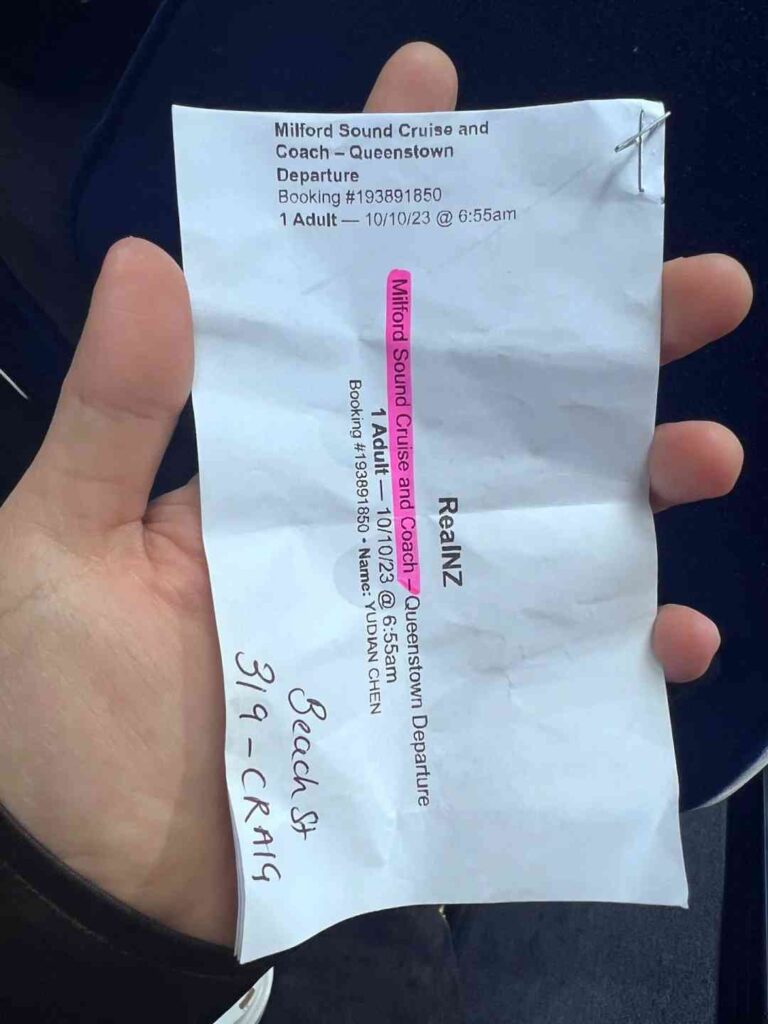 Milford Sound Cruise and
Coach – Queenstown
Departure
Booking #193891850
1 Adult — 10/10/23 @ 6:55am
RealNZ
Milford Sound Cruise and Coach – Queenstown Departure
1 Adult — 10/10/23 @ 6:55am
Booking #193891850 - Name: YUDIAN CHEN
Beach St
319 - CRAIG